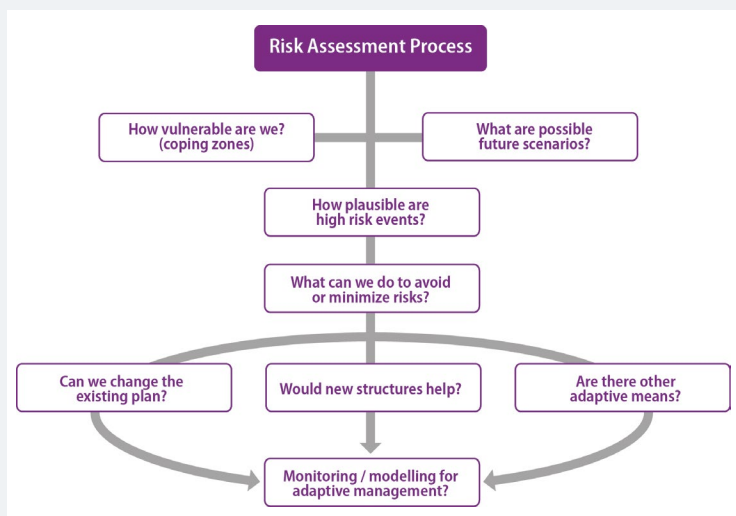 Risk Assessment Process
How vulnerable are we?
(coping zones)
What are possible
future scenarios?
How plausible are
high risk events?
What can we do to avoid
or minimize risks?
Can we change the
existing plan?
Would new structures help?
Are there other
adaptive means?
Monitoring / modelling for
adaptive management?